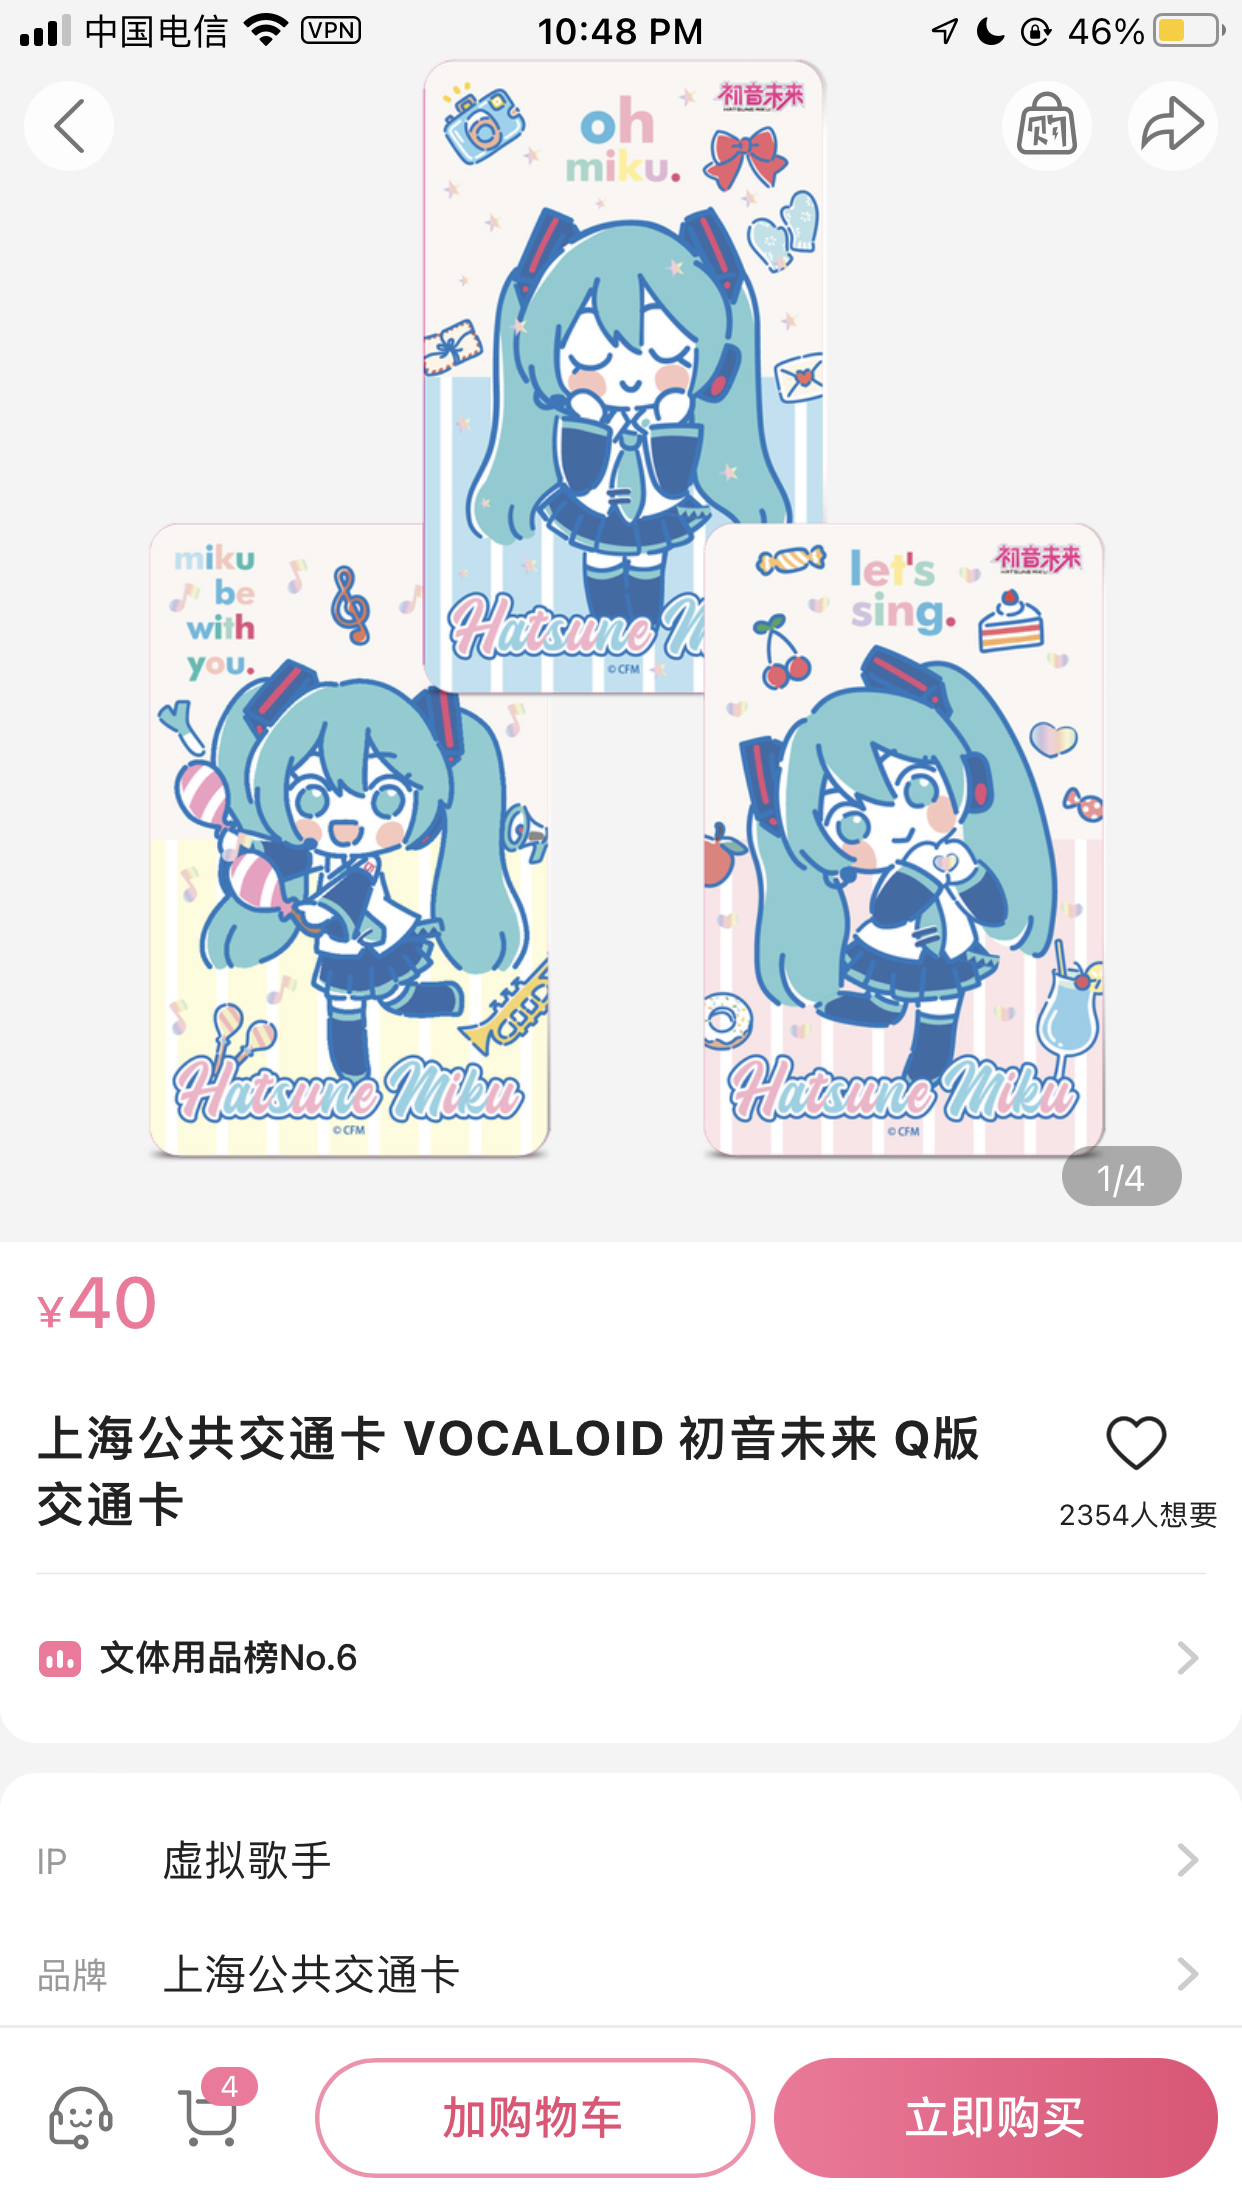 中国电信 VPN 10:48 PM 46%
初音未来
HATSUNE MIKU
oh
miku.
Hatsune M
© CFM
miku
be
with
you.
Hatsune Miku
© CFM
初音未来
HATSUNE MIKU
let's
sing.
Hatsune Miku
© CFM
1/4
¥40
上海公共交通卡 VOCALOID 初音未来 Q版
交通卡
2354人想要
文体用品榜No.6
IP 虚拟歌手
品牌 上海公共交通卡
4
加购物车
立即购买